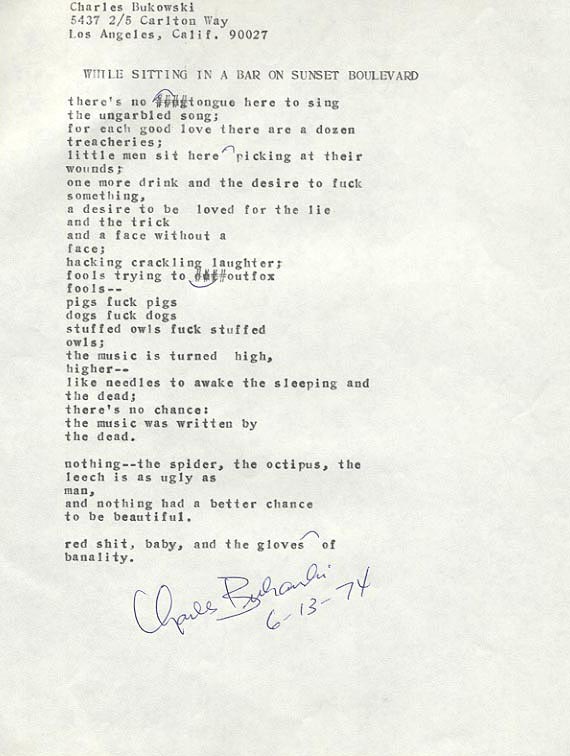 Charles Bukowski
5437 2/5 Carlton Way
Los Angeles, Calif. 90027
WHILE SITTING IN A BAR ON SUNSET BOULEVARD
there's no tongue here to sing
the ungarbled song;
for each good love there are a dozen
treacheries;
little men sit here picking at their
wounds;
one more drink and the desire to fuck
something,
a desire to be  loved for the lie
and the trick
and a face without a
face;
hacking crackling laughter;
fools trying to outfox
fools--
pigs fuck pigs
dogs fuck dogs
stuffed owls fuck stuffed
owls;
the music is turned  high,
higher--
like needles to awake the sleeping and
the dead;
there's no chance:
the music was written by
the dead.
nothing--the spider, the octipus, the
leech is as ugly as
man,
and nothing had a better chance
to be beautiful.
red shit, baby, and the gloves of
banality.
Charles Bukowski
6-13-74